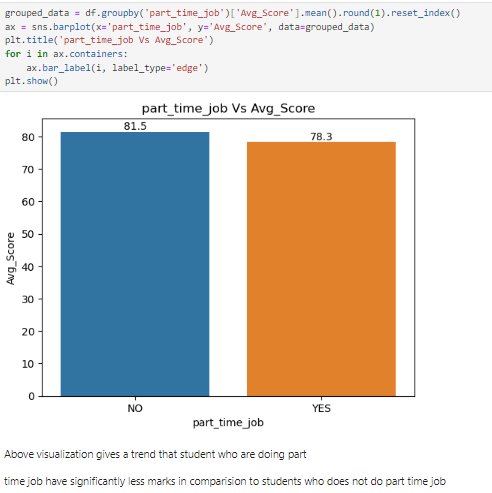 grouped_data = df.groupby('part_time_job')['Avg_Score'].mean().round(1).reset_index()
ax = sns.barplot(x='part_time_job', y='Avg_Score', data=grouped_data)
plt.title('part_time_job Vs Avg_Score')
for i in ax.containers:
    ax.bar_label(i, label_type='edge')
plt.show()
part_time_job Vs Avg_Score
81.5
78.3
80
70
60
50
40
30
20
10
0
Avg_Score
NO
YES
part_time_job
Above visualization gives a trend that student who are doing part
time job have significantly less marks in comparision to students who does not do part time job